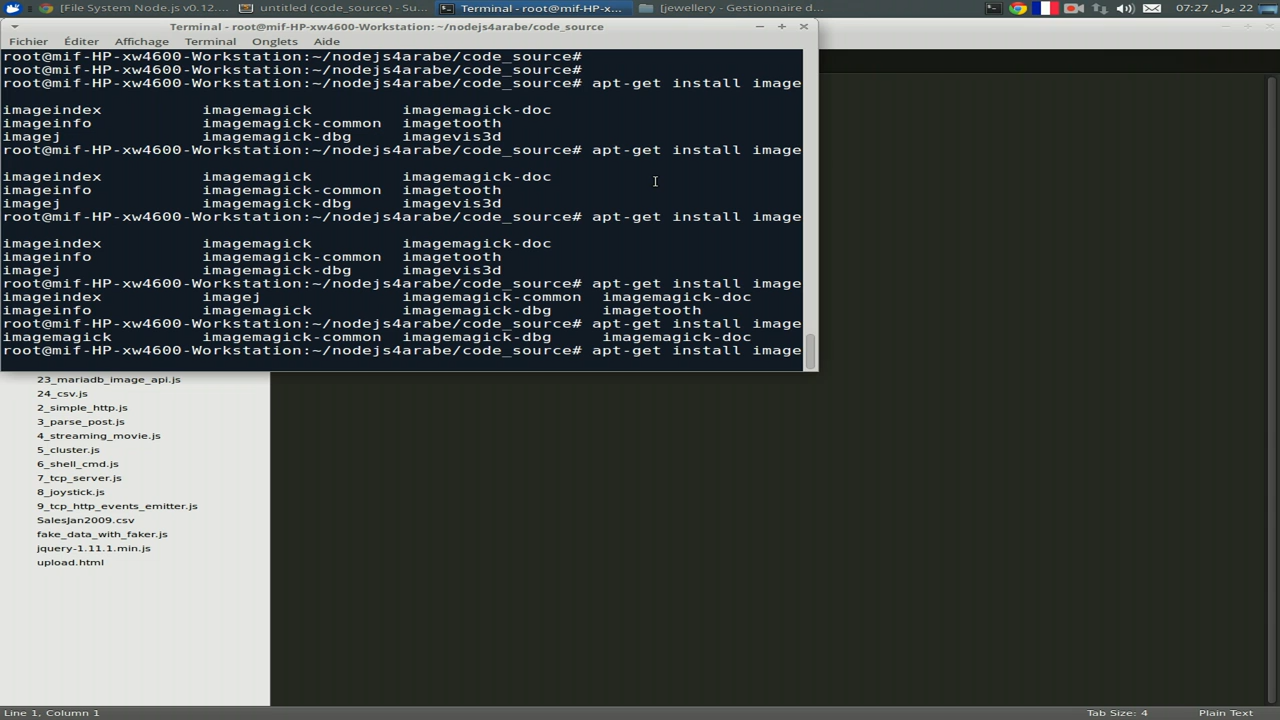 [File System Node.js v0.12.... untitled (code_source) - Su... Terminal - root@mif-HP-x... [jewellery - Gestionnaire d... 22 يول, 07:27
Terminal - root@mif-HP-xw4600-Workstation: ~/nodejs4arabe/code_source
Fichier Éditer Affichage Terminal Onglets Aide
root@mif-HP-xw4600-Workstation:~/nodejs4arabe/code_source#
root@mif-HP-xw4600-Workstation:~/nodejs4arabe/code_source#
root@mif-HP-xw4600-Workstation:~/nodejs4arabe/code_source# apt-get install image
imageindex imagemagick imagemagick-doc
imageinfo imagemagick-common imagetooth
imagej imagemagick-dbg imagevis3d
root@mif-HP-xw4600-Workstation:~/nodejs4arabe/code_source# apt-get install image
imageindex imagemagick imagemagick-doc
imageinfo imagemagick-common imagetooth
imagej imagemagick-dbg imagevis3d
root@mif-HP-xw4600-Workstation:~/nodejs4arabe/code_source# apt-get install image
imageindex imagemagick imagemagick-doc
imageinfo imagemagick-common imagetooth
imagej imagemagick-dbg imagevis3d
root@mif-HP-xw4600-Workstation:~/nodejs4arabe/code_source# apt-get install image
imageindex imagej imagemagick-common imagemagick-doc
imageinfo imagemagick imagemagick-dbg imagetooth
root@mif-HP-xw4600-Workstation:~/nodejs4arabe/code_source# apt-get install image
imagemagick imagemagick-common imagemagick-dbg imagemagick-doc
root@mif-HP-xw4600-Workstation:~/nodejs4arabe/code_source# apt-get install image
23_mariadb_image_api.js
24_csv.js
2_simple_http.js
3_parse_post.js
4_streaming_movie.js
5_cluster.js
6_shell_cmd.js
7_tcp_server.js
8_joystick.js
9_tcp_http_events_emitter.js
SalesJan2009.csv
fake_data_with_faker.js
jquery-1.11.1.min.js
upload.html
Line 1, Column 1 Tab Size: 4 Plain Text